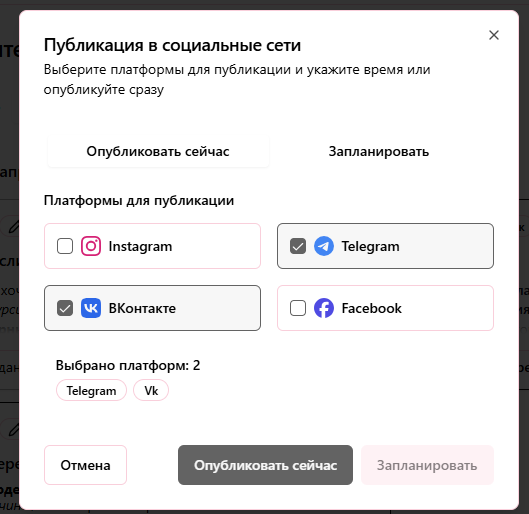 Публикация в социальные сети
Выберите платформы для публикации и укажите время или
опубликуйте сразу
Опубликовать сейчас
Запланировать
Платформы для публикации
Instagram
Telegram
ВКонтакте
Facebook
Выбрано платформ: 2
Telegram
Vk
Отмена
Опубликовать сейчас
Запланировать